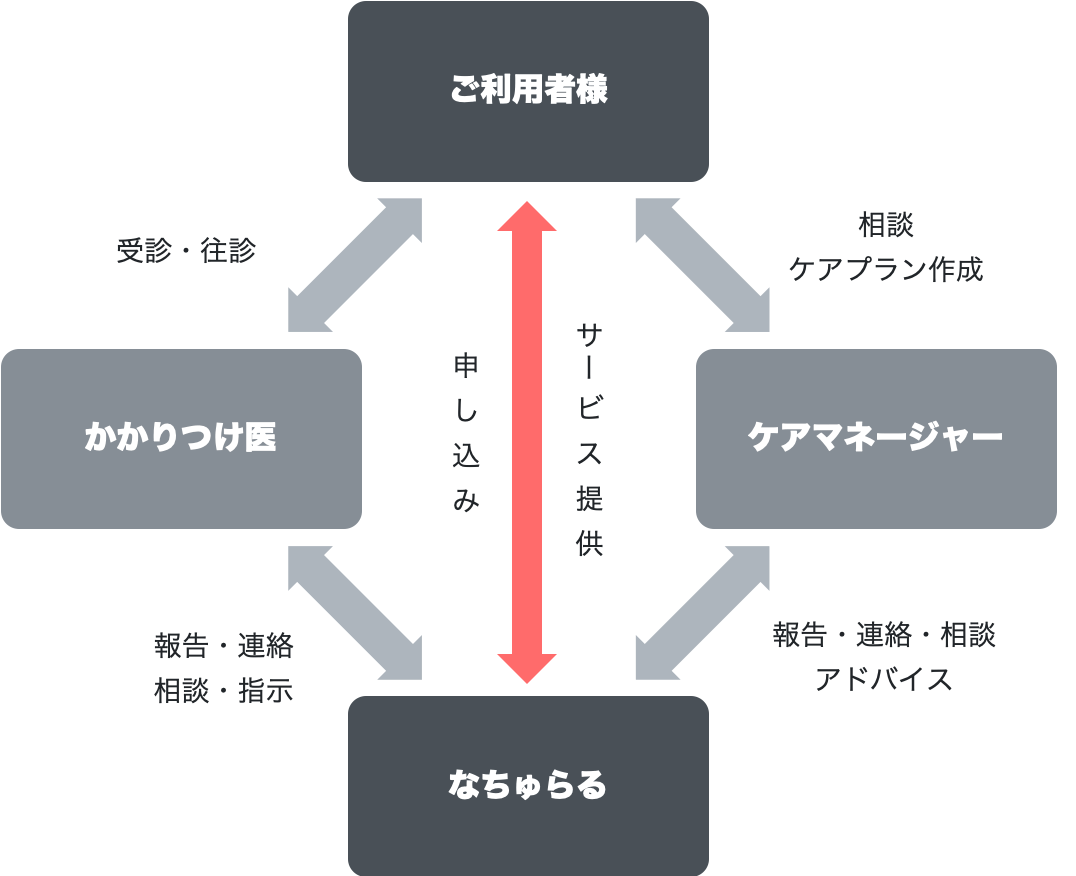 ご利用者様
受診・往診
相談
ケアプラン作成
申し込み
サービス提供
かかりつけ医
ケアマネージャー
報告・連絡
相談・指示
報告・連絡・相談
アドバイス
なちゅらる